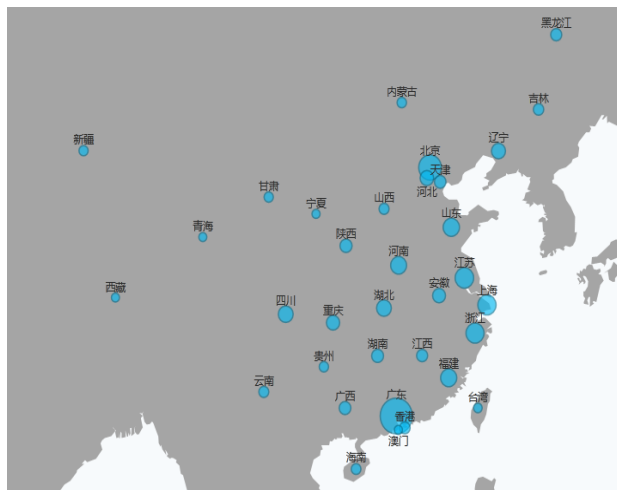 黑龙江
内蒙古
吉林
新疆
辽宁
北京
天津
甘肃
河北
宁夏
山西
山东
青海
陕西
河南
江苏
西藏
安徽
上海
四川
重庆
湖北
浙江
贵州
湖南
江西
福建
云南
广西
广东
台湾
香港
澳门
海南